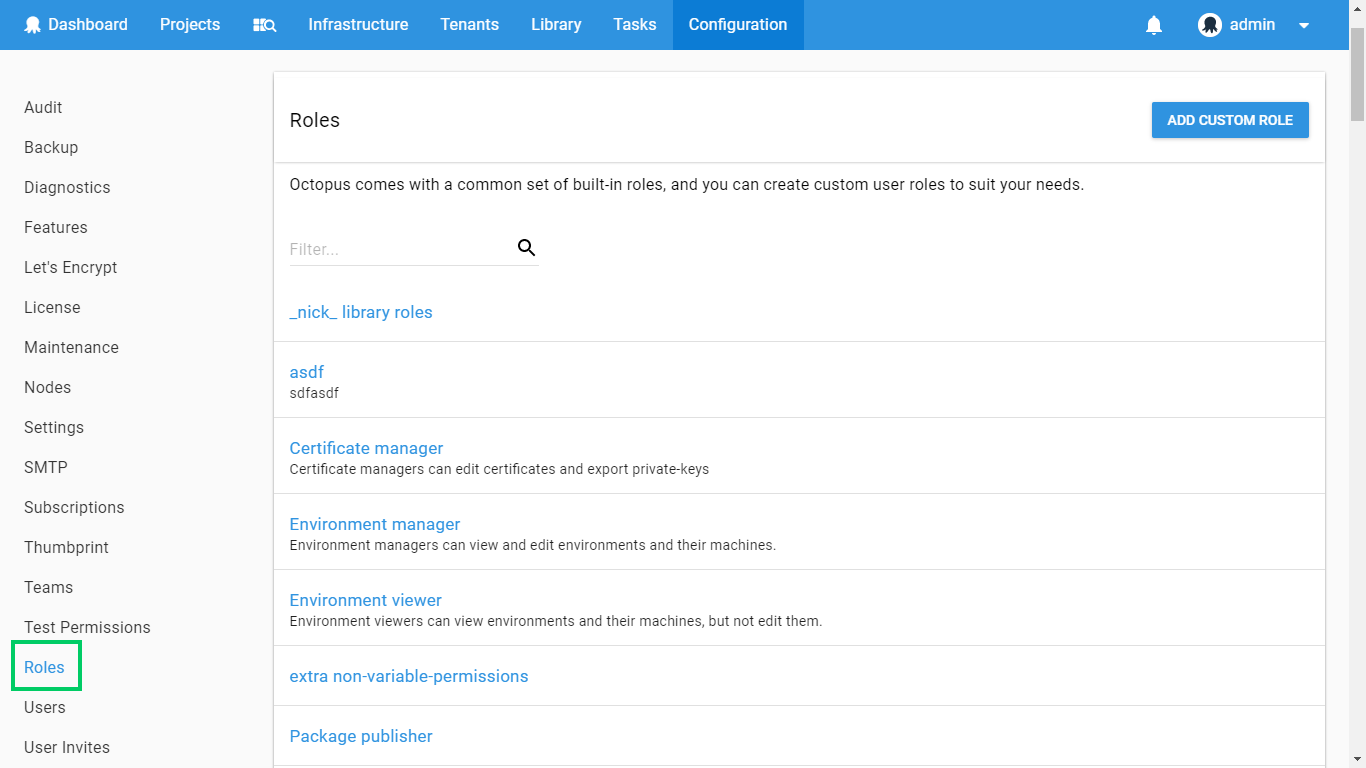 Dashboard Projects Infrastructure Tenants Library Tasks Configuration admin
Audit
Backup
Diagnostics
Features
Let's Encrypt
License
Maintenance
Nodes
Settings
SMTP
Subscriptions
Thumbprint
Teams
Test Permissions
Roles
Users
User Invites
Roles
ADD CUSTOM ROLE
Octopus comes with a common set of built-in roles, and you can create custom user roles to suit your needs.
Filter...
_nick_ library roles
asdf
sdfasdf
Certificate manager
Certificate managers can edit certificates and export private-keys
Environment manager
Environment managers can view and edit environments and their machines.
Environment viewer
Environment viewers can view environments and their machines, but not edit them.
extra non-variable-permissions
Package publisher